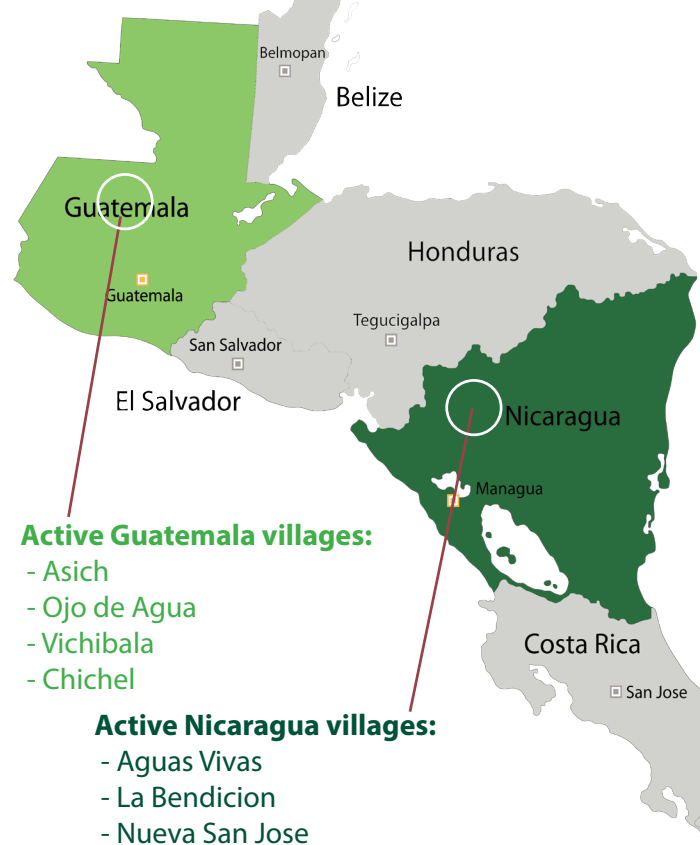 Belmopan
Belize
Guatemala
Honduras
Guatemala
Tegucigalpa
San Salvador
El Salvador
Nicaragua
Managua
Active Guatemala villages:
- Asich
- Ojo de Agua
- Vichibala
- Chichel
Costa Rica
San Jose
Active Nicaragua villages:
- Aguas Vivas
- La Bendicion
- Nueva San Jose